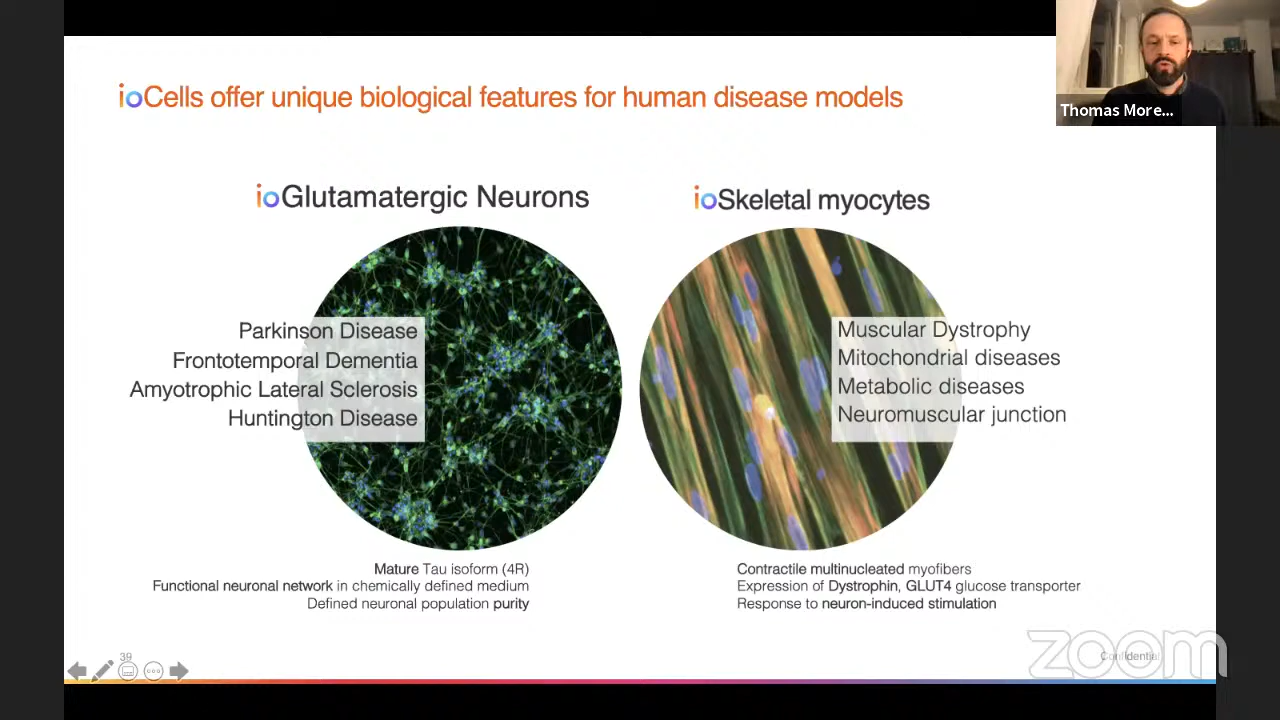 ioCells offer unique biological features for human disease models
Thomas More...
ioGlutamatergic Neurons
Parkinson Disease
Frontotemporal Dementia
Amyotrophic Lateral Sclerosis
Huntington Disease
Mature Tau isoform (4R)
Functional neuronal network in chemically defined medium
Defined neuronal population purity
ioSkeletal myocytes
Muscular Dystrophy
Mitochondrial diseases
Metabolic diseases
Neuromuscular junction
Contractile multinucleated myofibers
Expression of Dystrophin, GLUT4 glucose transporter
Response to neuron-induced stimulation
39
Confidential
zoom